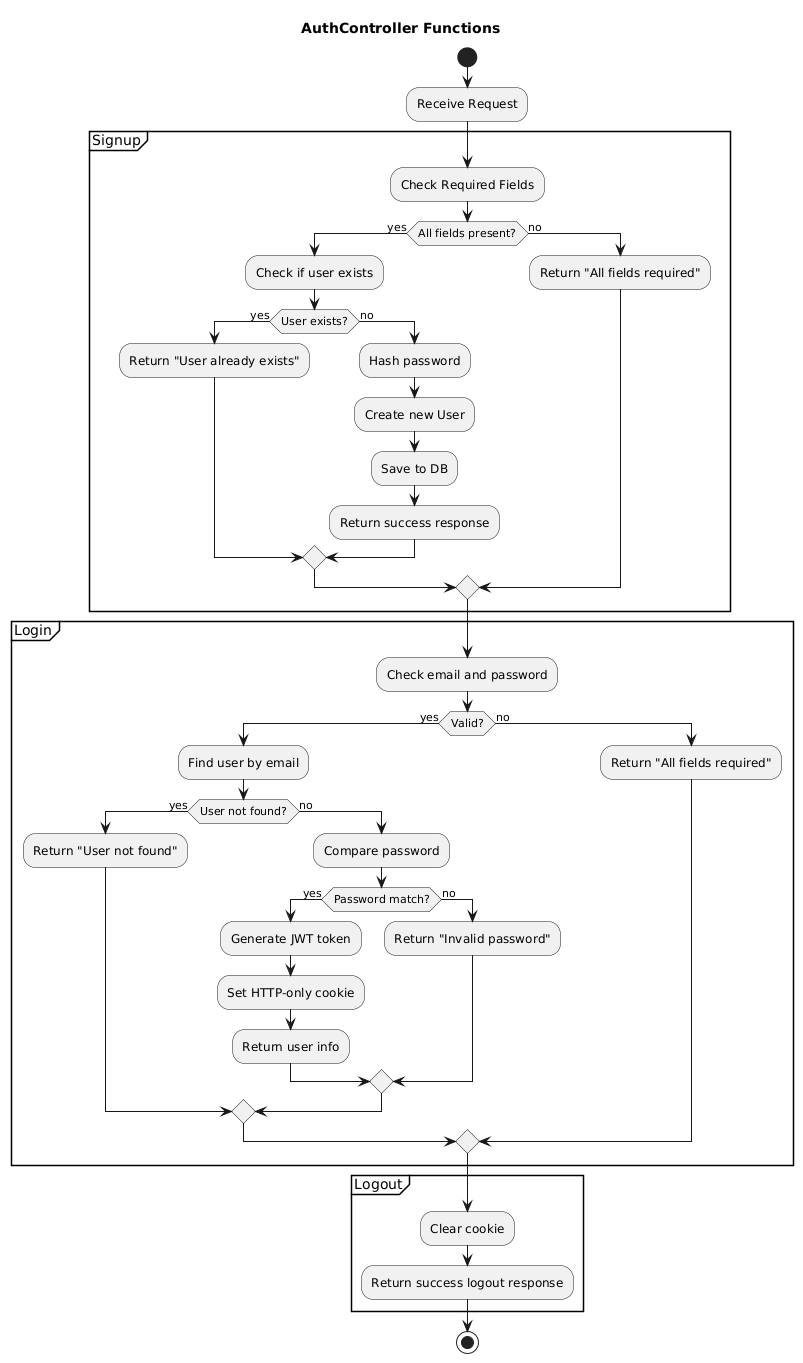 AuthController Functions
Receive Request
Signup
Check Required Fields
All fields present?
yes
no
Check if user exists
Return "All fields required"
User exists?
yes
no
Return "User already exists"
Hash password
Create new User
Save to DB
Return success response
Login
Check email and password
Valid?
yes
no
Find user by email
Return "All fields required"
User not found?
yes
no
Return "User not found"
Compare password
Password match?
yes
no
Generate JWT token
Return "Invalid password"
Set HTTP-only cookie
Return user info
Logout
Clear cookie
Return success logout response